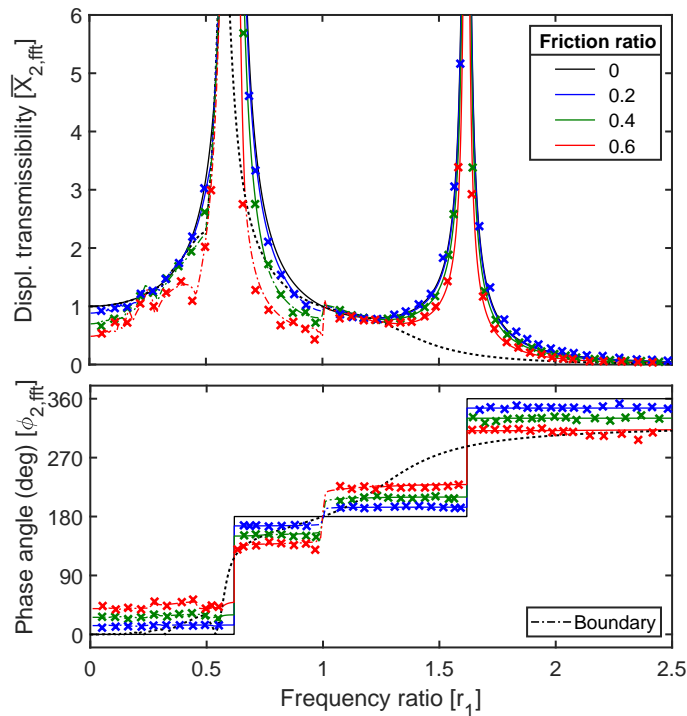 6
5
4
3
2
1
0
Displ. transmissibility [X̅2,fft]
Friction ratio
0
0.2
0.4
0.6
360
270
180
90
0
Phase angle (deg) [ϕ2,fft]
Boundary
0 0.5 1 1.5 2 2.5
Frequency ratio [r1]